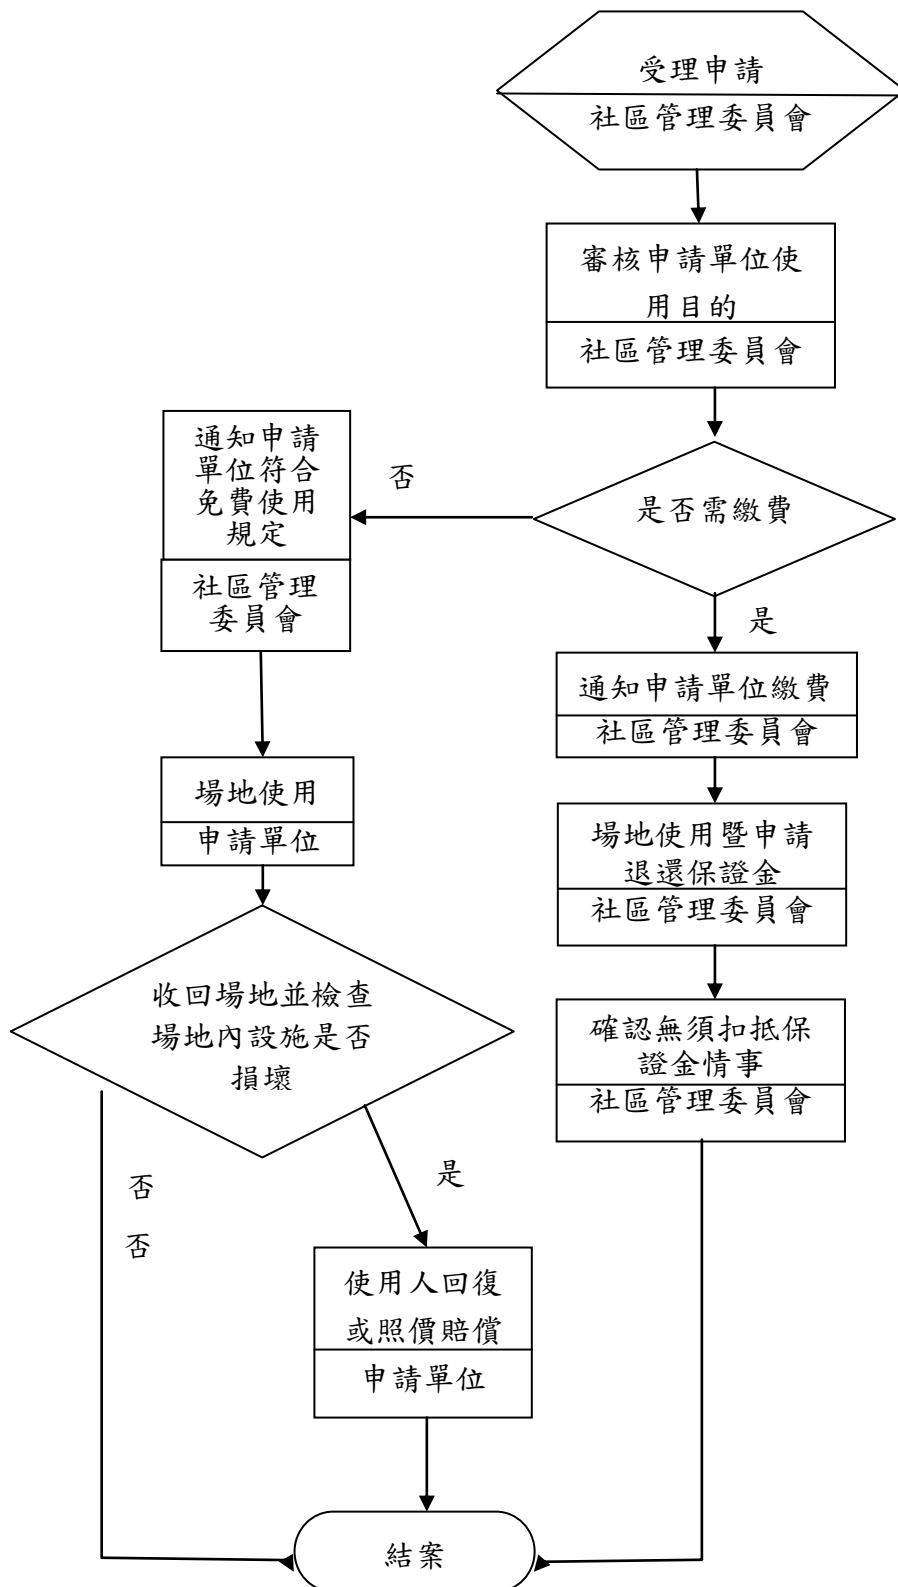 受理申請
社區管理委員會
審核申請單位使
用目的
社區管理委員會
是否需繳費
否
通知申請
單位符合
免費使用
規定
社區管理
委員會
是
通知申請單位繳費
社區管理委員會
場地使用
申請單位
場地使用暨申請
退還保證金
社區管理委員會
收回場地並檢查
場地內設施是否
損壞
確認無須扣抵保
證金情事
社區管理委員會
否
否
是
使用人回復
或照價賠償
申請單位
結案